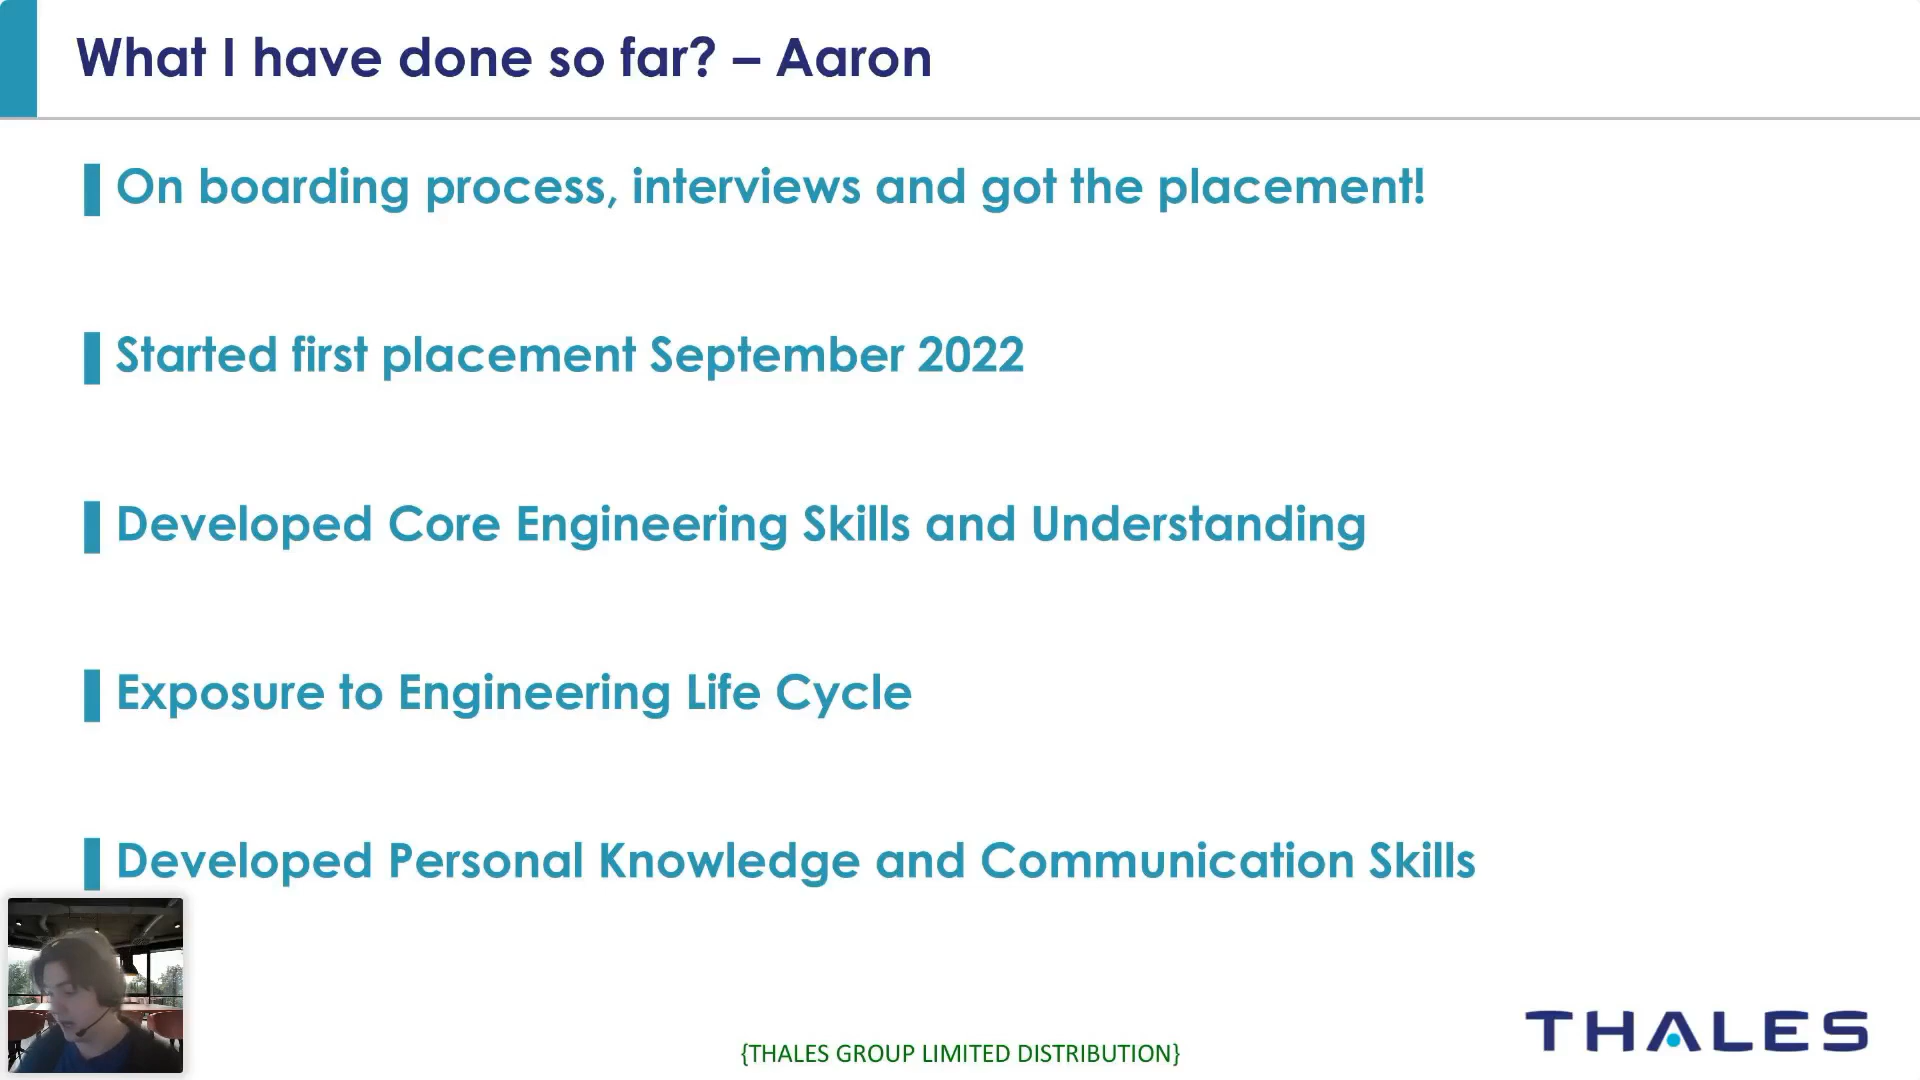 What I have done so far? – Aaron
On boarding process, interviews and got the placement!
Started first placement September 2022
Developed Core Engineering Skills and Understanding
Exposure to Engineering Life Cycle
Developed Personal Knowledge and Communication Skills
{THALES GROUP LIMITED DISTRIBUTION}
THALES